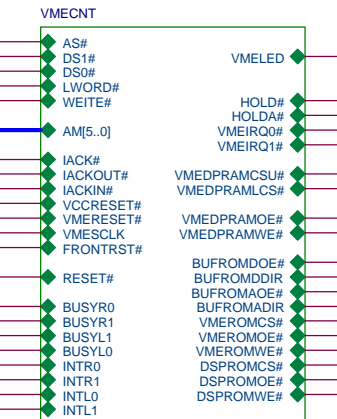 VMECNT
AS#
DS1#
DS0#
LWORD#
WEITE#
AM[5..0]
IACK#
IACKOUT#
IACKIN#
VCCRESET#
VMERESET#
VMESCLK
FRONTRST#
RESET#
BUSYR0
BUSYR1
BUSYL1
BUSYL0
INTR0
INTR1
INTL0
INTL1
VMELED
HOLD#
HOLDA#
VMEIRQ0#
VMEIRQ1#
VMEDPRAMCSU#
VMEDPRAMLCS#
VMEDPRAMOE#
VMEDPRAMWE#
BUFROMDOE#
BUFROMDDIR
BUFROMAOE#
BUFROMADIR
VMEROMCS#
VMEROMOE#
VMEROMWE#
DSPROMCS#
DSPROMOE#
DSPROMWE#